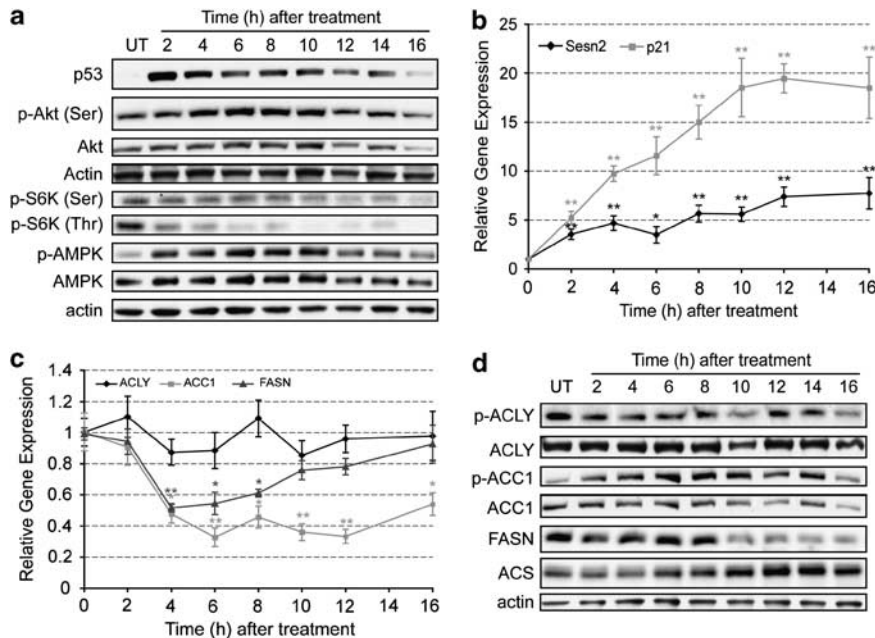 a
Time (h) after treatment
UT 2 4 6 8 10 12 14 16
p53
p-Akt (Ser)
Akt
Actin
p-S6K (Ser)
p-S6K (Thr)
p-AMPK
AMPK
actin
b
Sesn2 p21
Relative Gene Expression
25
20
15
10
5
0
** ** ** ** ** ** **
** ** * ** ** ** **
0 2 4 6 8 10 12 16
Time (h) after treatment
c
ACLY ACC1 FASN
Relative Gene Expression
1.4
1.2
1
0.8
0.6
0.4
0.2
0
** * *
* ** * ** ** *
0 2 4 6 8 10 12 16
Time (h) after treatment
d
Time (h) after treatment
UT 2 4 6 8 10 12 14 16
p-ACLY
ACLY
p-ACC1
ACC1
FASN
ACS
actin